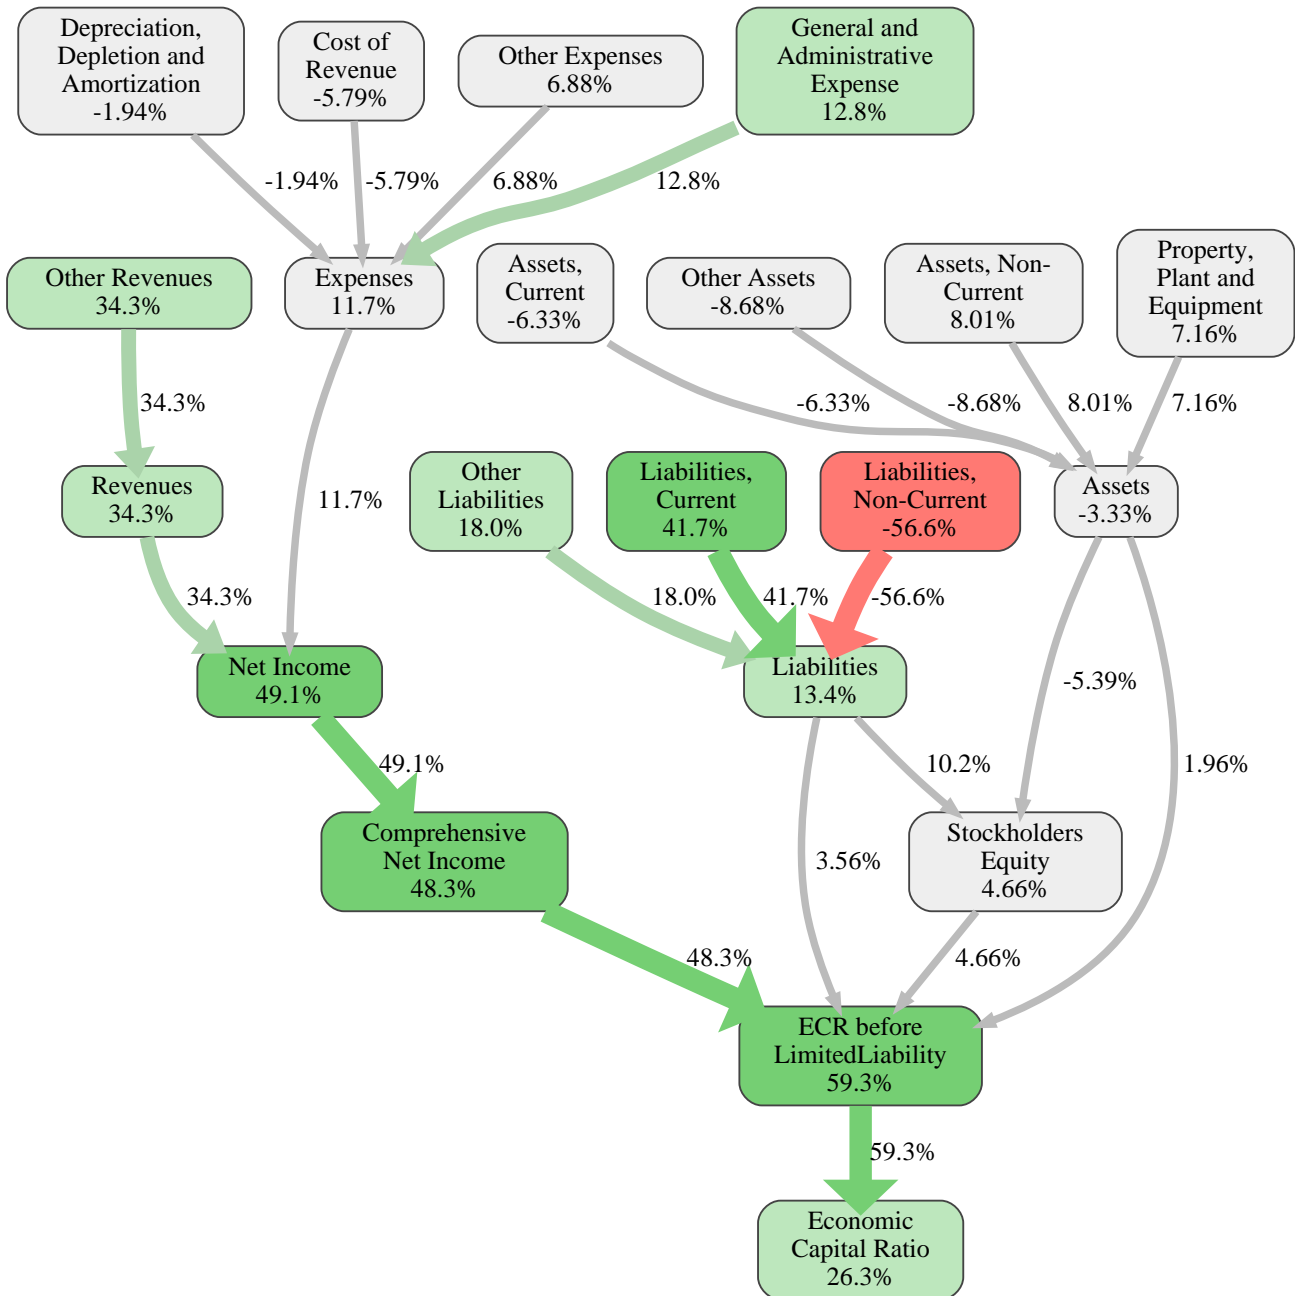 Depreciation,
Depletion and
Amortization
-1.94%
Cost of
Revenue
-5.79%
Other Expenses
6.88%
General and
Administrative
Expense
12.8%
-1.94%
-5.79%
6.88%
12.8%
Other Revenues
34.3%
Expenses
11.7%
Assets,
Current
-6.33%
Other Assets
-8.68%
Assets, Non-
Current
8.01%
Property,
Plant and
Equipment
7.16%
34.3%
-6.33%
-8.68%
8.01%
7.16%
Revenues
34.3%
11.7%
Other
Liabilities
18.0%
Liabilities,
Current
41.7%
Liabilities,
Non-Current
-56.6%
Assets
-3.33%
34.3%
18.0%
41.7%
-56.6%
Net Income
49.1%
Liabilities
13.4%
-5.39%
49.1%
10.2%
1.96%
Comprehensive
Net Income
48.3%
3.56%
Stockholders
Equity
4.66%
48.3%
4.66%
ECR before
LimitedLiability
59.3%
59.3%
Economic
Capital Ratio
26.3%